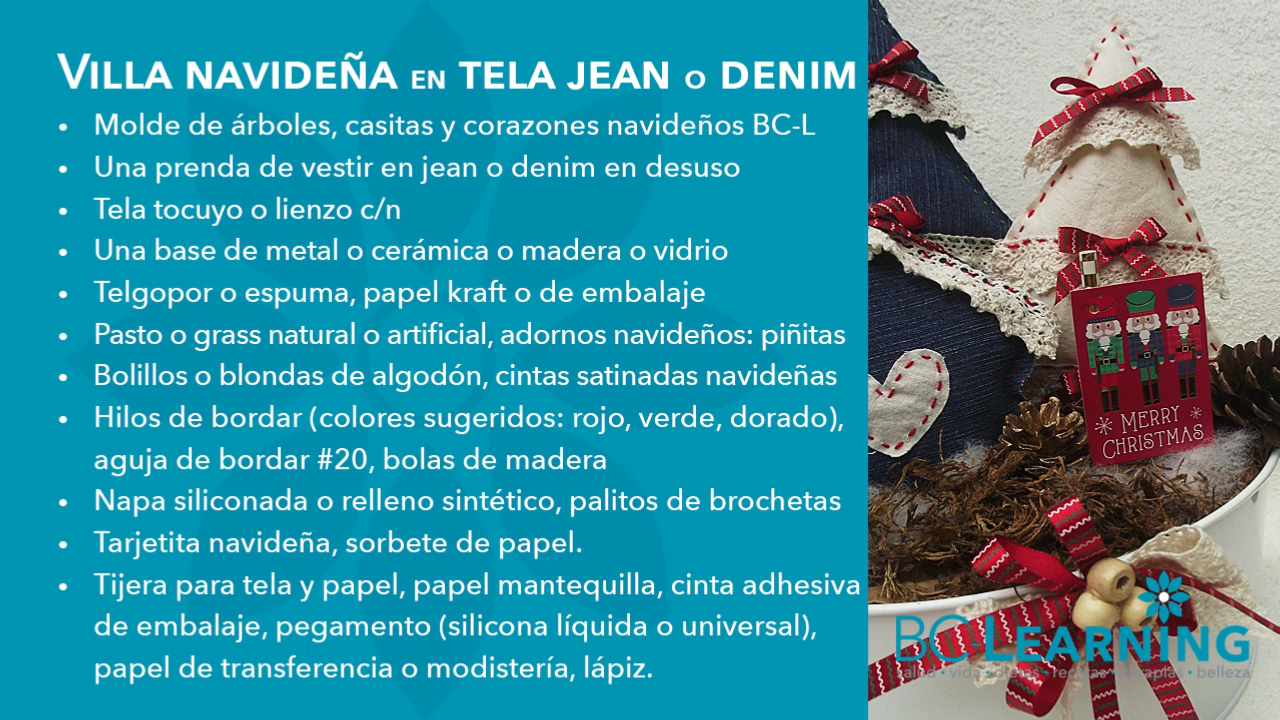 VILLA NAVIDEÑA EN TELA JEAN O DENIM
• Molde de árboles, casitas y corazones navideños BC-L
• Una prenda de vestir en jean o denim en desuso
• Tela tocuyo o lienzo c/n
• Una base de metal o cerámica o madera o vidrio
• Telgopor o espuma, papel kraft o de embalaje
• Pasto o grass natural o artificial, adornos navideños: piñitas
• Bolillos o blondas de algodón, cintas satinadas navideñas
• Hilos de bordar (colores sugeridos: rojo, verde, dorado),
aguja de bordar #20, bolas de madera
• Napa siliconada o relleno sintético, palitos de brochetas
• Tarjetita navideña, sorbete de papel.
• Tijera para tela y papel, papel mantequilla, cinta adhesiva
de embalaje, pegamento (silicona líquida o universal),
papel de transferencia o modistería, lápiz.
MERRY
CHRISTMAS
BC LEARNING
salud • vida • recetas • terapias • belleza